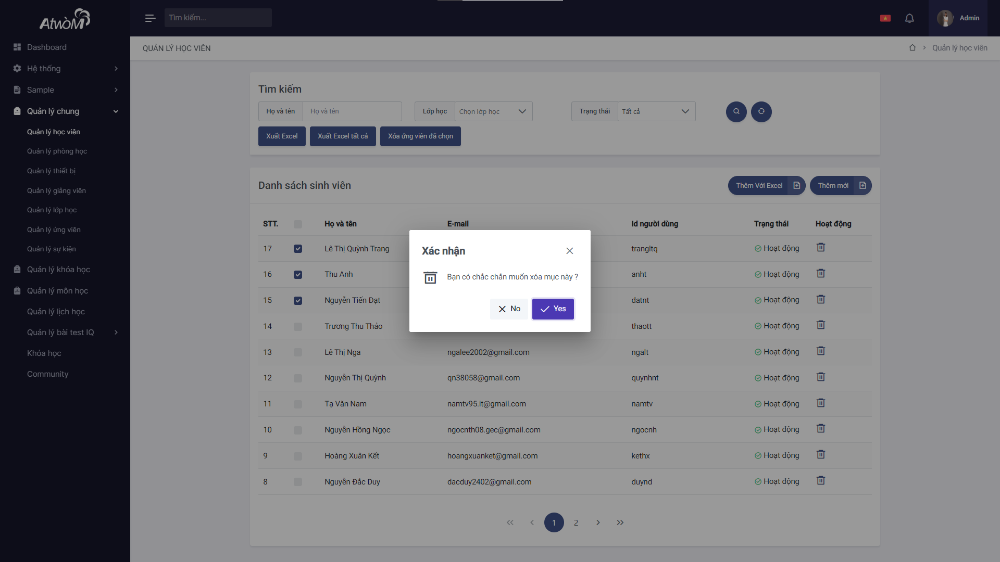 AtwòM
Tìm kiếm...
Admin
Dashboard
Hệ thống
Sample
Quản lý chung
Quản lý học viên
Quản lý phòng học
Quản lý thiết bị
Quản lý giảng viên
Quản lý lớp học
Quản lý ứng viên
Quản lý sự kiện
Quản lý khóa học
Quản lý môn học
Quản lý lịch học
Quản lý bài test IQ
Khóa học
Community
QUẢN LÝ HỌC VIÊN
Quản lý học viên
Tìm kiếm
Họ và tên Họ và tên Lớp học Chọn lớp học Trạng thái Tất cả
Xuất Excel Xuất Excel tất cả Xóa ứng viên đã chọn
Danh sách sinh viên Thêm Với Excel Thêm mới
STT. Họ và tên E-mail Id người dùng Trạng thái Hoạt động
17 Lê Thị Quỳnh Trang trangltq Hoạt động
16 Thu Anh anht Hoạt động
15 Nguyễn Tiến Đạt datnt Hoạt động
14 Trương Thu Thảo thaott Hoạt động
13 Lê Thị Nga ngalee2002@gmail.com ngalt Hoạt động
12 Nguyễn Thị Quỳnh qn38058@gmail.com quynhnt Hoạt động
11 Tạ Văn Nam namtv95.it@gmail.com namtv Hoạt động
10 Nguyễn Hồng Ngọc ngocnth08.gec@gmail.com ngocnh Hoạt động
9 Hoàng Xuân Kết hoangxuanket@gmail.com kethx Hoạt động
8 Nguyễn Đắc Duy dacduy2402@gmail.com duynd Hoạt động
1 2
Xác nhận
Bạn có chắc chắn muốn xóa mục này ?
No Yes